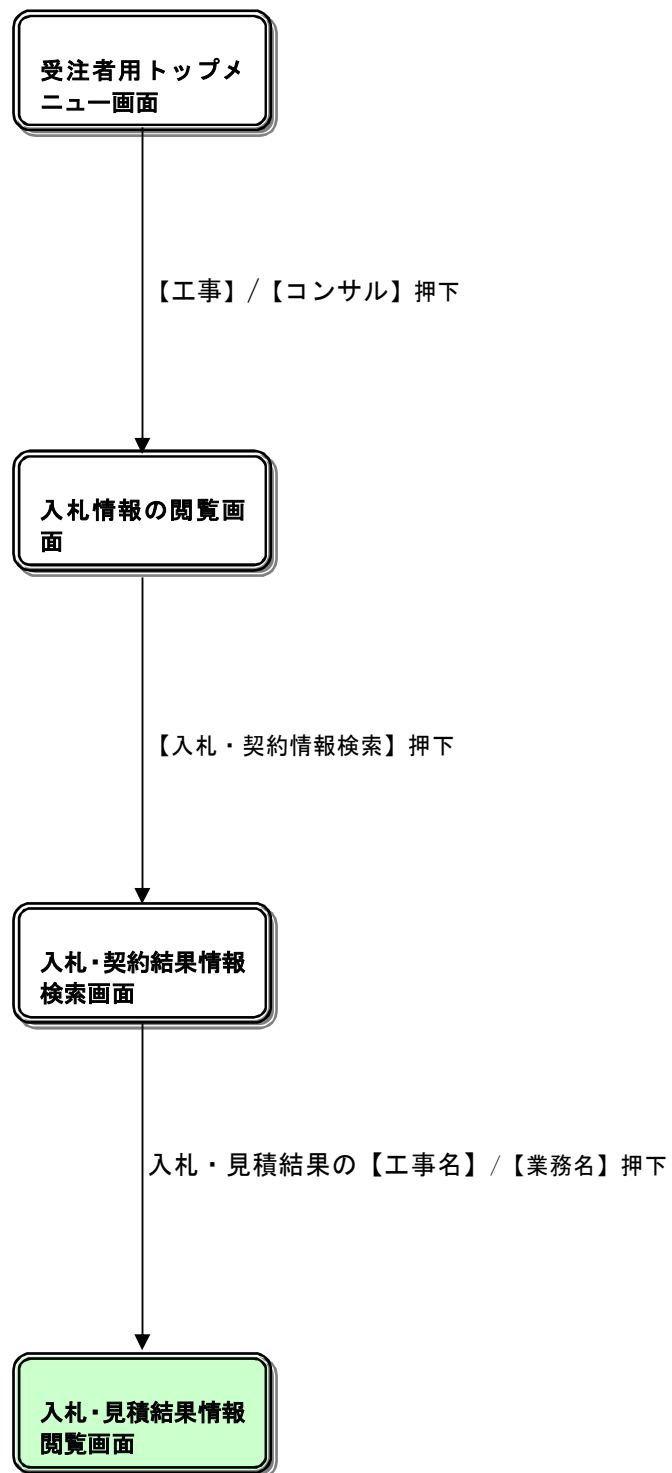 受注者用トップメ
ニュー画面
【工事】/【コンサル】押下
入札情報の閲覧画
面
【入札・契約情報検索】押下
入札・契約結果情報
検索画面
入札・見積結果の【工事名】/【業務名】押下
入札・見積結果情報
閲覧画面